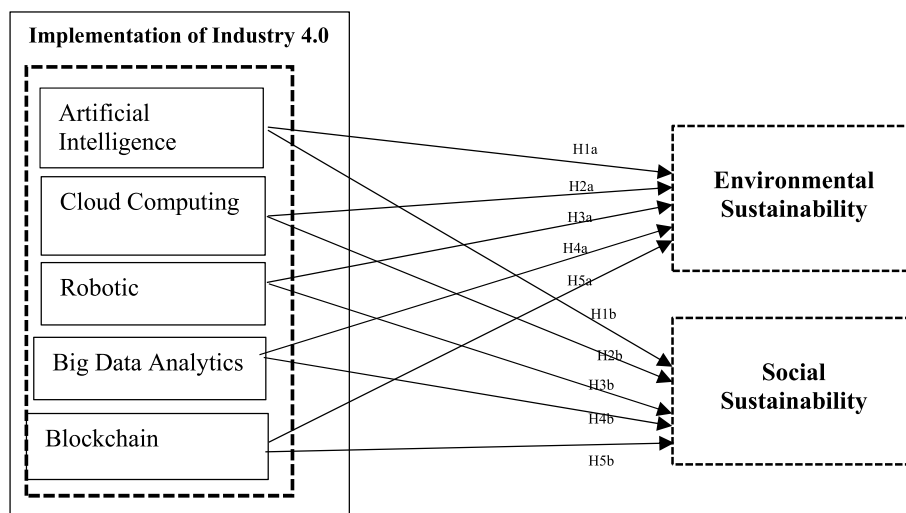 Implementation of Industry 4.0
Artificial
Intelligence
Cloud Computing
Robotic
Big Data Analytics
Blockchain
H1a
H2a
H3a
H4a
H5a
H1b
H2b
H3b
H4b
H5b
Environmental
Sustainability
Social
Sustainability